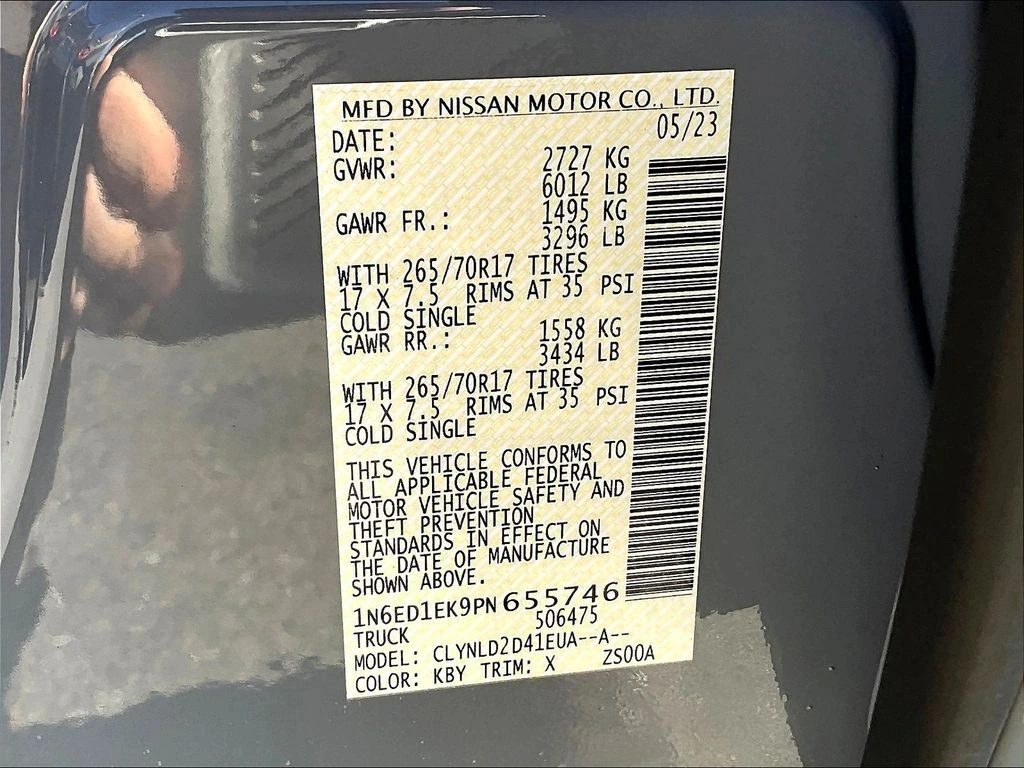 MFD BY NISSAN MOTOR CO., LTD.
DATE: 05/23
GVWR: 2727 KG
6012 LB
GAWR FR.: 1495 KG
3296 LB
WITH 265/70R17 TIRES
17 X 7.5 RIMS AT 35 PSI
COLD SINGLE
GAWR RR.: 1558 KG
3434 LB
WITH 265/70R17 TIRES
17 X 7.5 RIMS AT 35 PSI
COLD SINGLE
THIS VEHICLE CONFORMS TO
ALL APPLICABLE FEDERAL
MOTOR VEHICLE SAFETY AND
THEFT PREVENTION
STANDARDS IN EFFECT ON
THE DATE OF MANUFACTURE
SHOWN ABOVE.
1N6ED1EK9PN655746
506475
TRUCK
MODEL: CLYNLD2D41EUA--A--
COLOR: KBY TRIM: X ZS00A